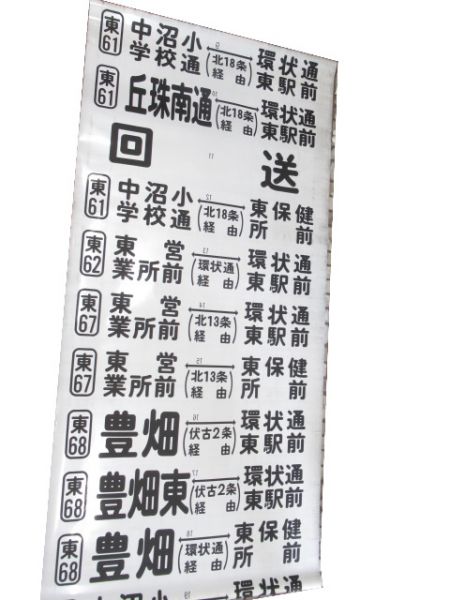 東61 中沼小学校通 (北18条経由) 環状通東駅前
東61 丘珠南通 (北18条経由) 環状通東駅前
回送
東61 中沼小学校通 (北18条経由) 東保健所前
東62 東営業所前 (環状通経由) 環状通東駅前
東67 東営業所前 (北13条経由) 環状通東駅前
東67 東営業所前 (北13条経由) 東保健所前
東68 豊畑 (伏古2条経由) 環状通東駅前
東68 豊畑東 (伏古2条経由) 環状通東駅前
東68 豊畑 (環状通経由) 東保健所前
環状通